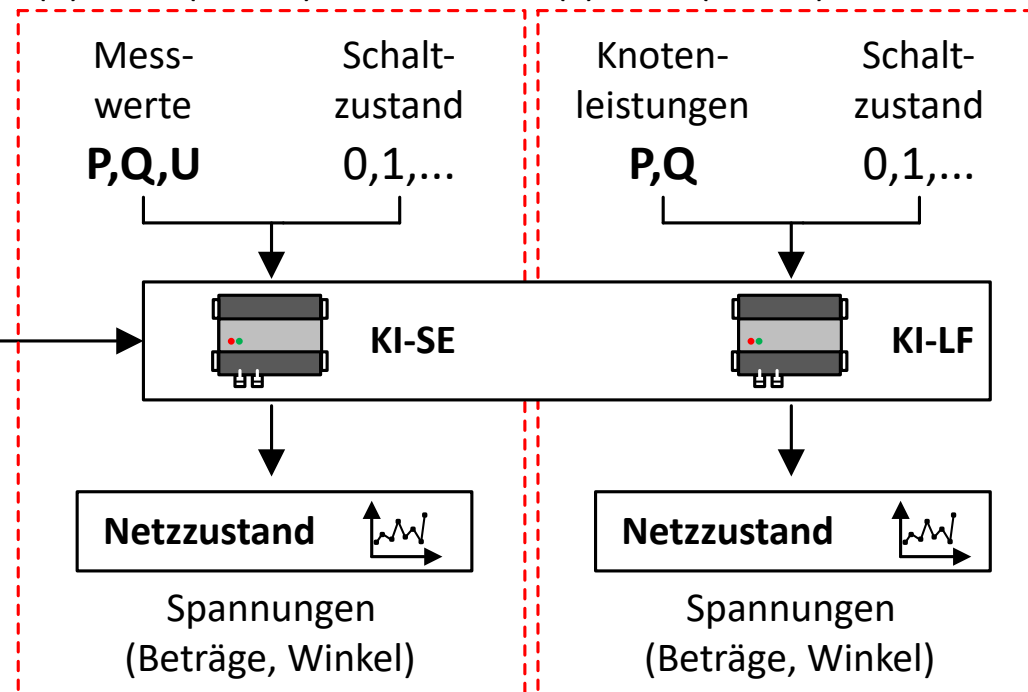 Mess-
werte
P,Q,U
Schalt-
zustand
0,1,...
Knoten-
leistungen
P,Q
Schalt-
zustand
0,1,...
KI-SE
KI-LF
Netzzustand
Netzzustand
Spannungen
(Beträge, Winkel)
Spannungen
(Beträge, Winkel)